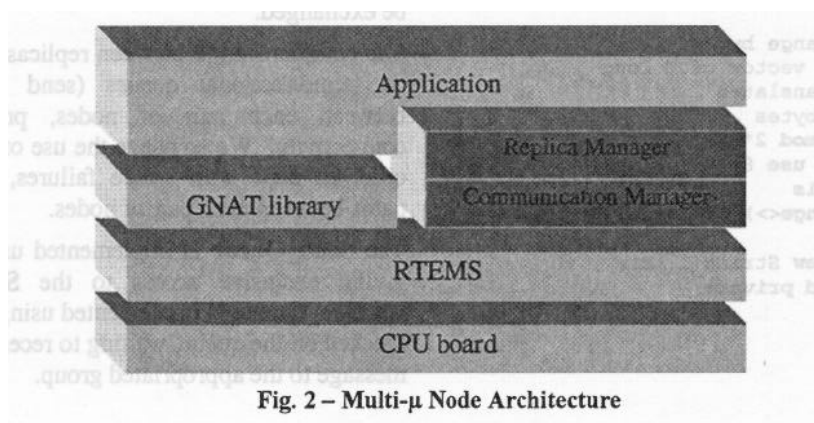 Application
Replica Manager
GNAT library
Communication Manager
RTEMS
CPU board
Fig. 2 – Multi-μ Node Architecture